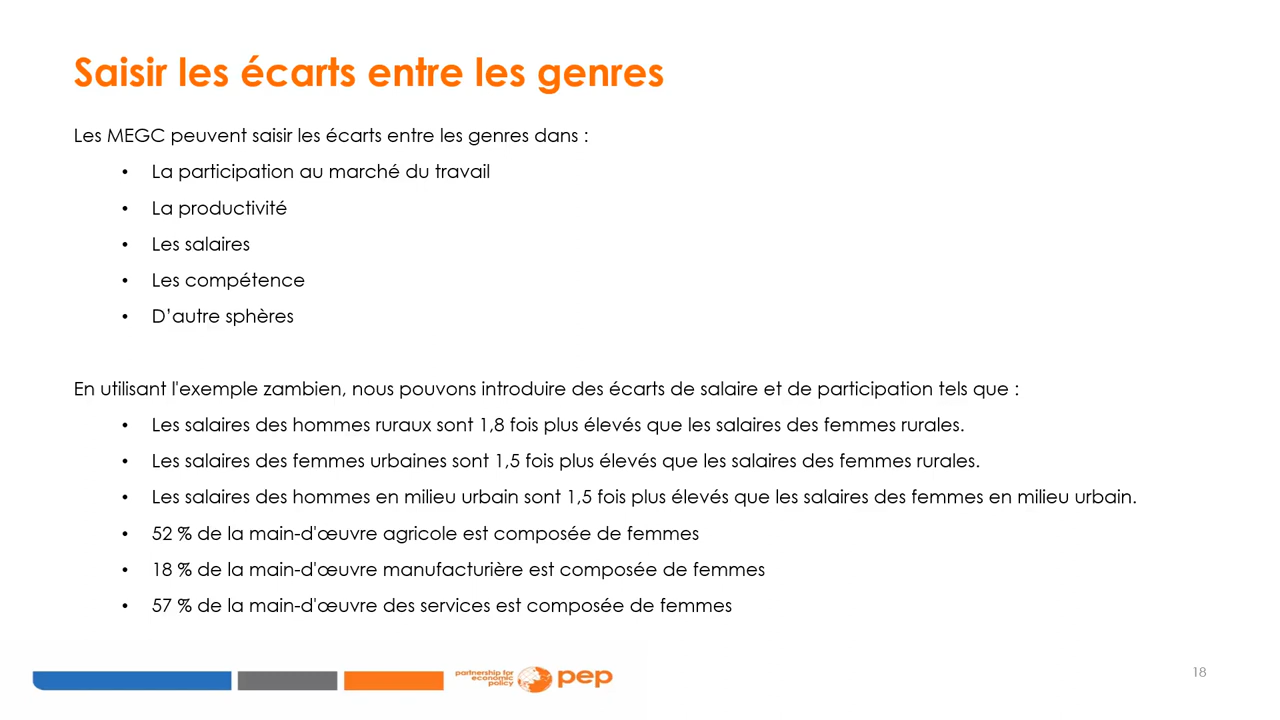 Saisir les écarts entre les genres
Les MEGC peuvent saisir les écarts entre les genres dans :
• La participation au marché du travail
• La productivité
• Les salaires
• Les compétence
• D'autre sphères
En utilisant l'exemple zambien, nous pouvons introduire des écarts de salaire et de participation tels que :
• Les salaires des hommes ruraux sont 1,8 fois plus élevés que les salaires des femmes rurales.
• Les salaires des femmes urbaines sont 1,5 fois plus élevés que les salaires des femmes rurales.
• Les salaires des hommes en milieu urbain sont 1,5 fois plus élevés que les salaires des femmes en milieu urbain.
• 52 % de la main-d'œuvre agricole est composée de femmes
• 18 % de la main-d'œuvre manufacturière est composée de femmes
• 57 % de la main-d'œuvre des services est composée de femmes
partnership for
economic
policy
pep
18